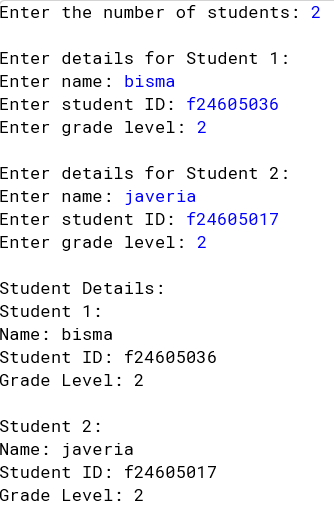 Enter the number of students: 2
Enter details for Student 1:
Enter name: bisma
Enter student ID: f24605036
Enter grade level: 2
Enter details for Student 2:
Enter name: javeria
Enter student ID: f24605017
Enter grade level: 2
Student Details:
Student 1:
Name: bisma
Student ID: f24605036
Grade Level: 2
Student 2:
Name: javeria
Student ID: f24605017
Grade Level: 2